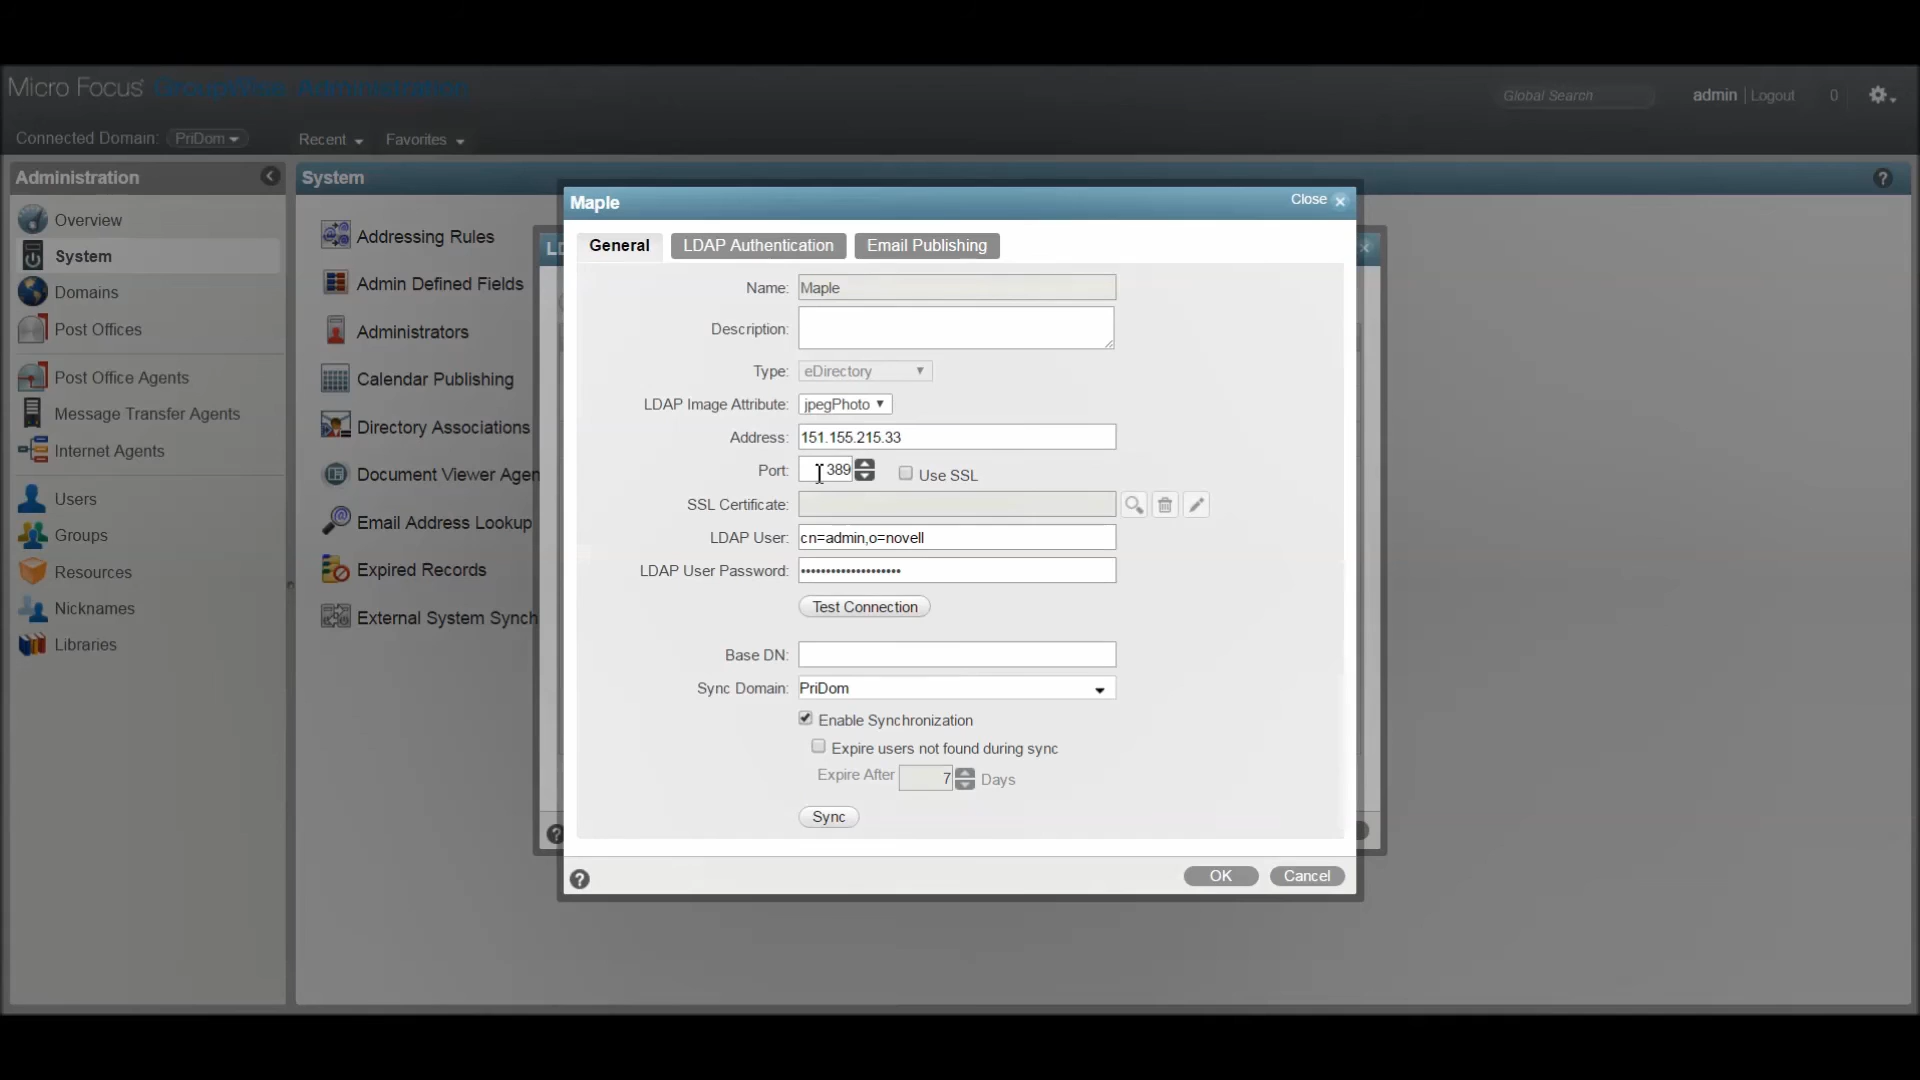 Micro Focus GroupWise Administration
Global Search
admin | Logout
0
Connected Domain: PriDom
Recent
Favorites
Administration
Overview
System
Domains
Post Offices
Post Office Agents
Message Transfer Agents
Internet Agents
Users
Groups
Resources
Nicknames
Libraries
System
Addressing Rules
Admin Defined Fields
Administrators
Calendar Publishing
Directory Associations
Document Viewer Agen
Email Address Lookup
Expired Records
External System Synch
LD
Maple
Close
General
LDAP Authentication
Email Publishing
Name: Maple
Description:
Type: eDirectory
LDAP Image Attribute: jpegPhoto
Address: 151.155.215.33
Port: 389 Use SSL
SSL Certificate:
LDAP User: cn=admin,o=novell
LDAP User Password: ••••••••••••••••••••
Test Connection
Base DN:
Sync Domain: PriDom
Enable Synchronization
Expire users not found during sync
Expire After 7 Days
Sync
OK
Cancel